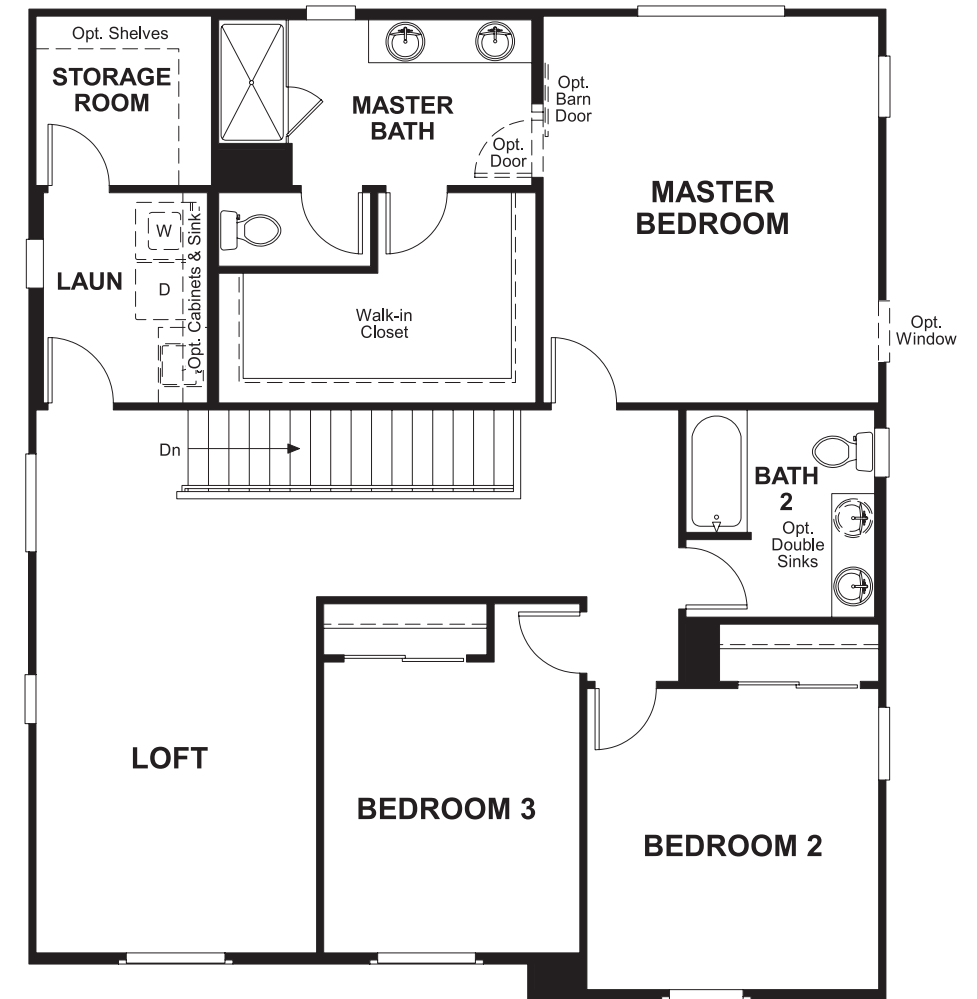 Opt. Shelves
STORAGE
ROOM
MASTER
BATH
Opt.
Barn
Door
Opt.
Door
MASTER
BEDROOM
W
D
Opt. Cabinets & Sink
LAUN
Walk-in
Closet
Opt.
Window
Dn
BATH
2
Opt.
Double
Sinks
LOFT
BEDROOM 3
BEDROOM 2